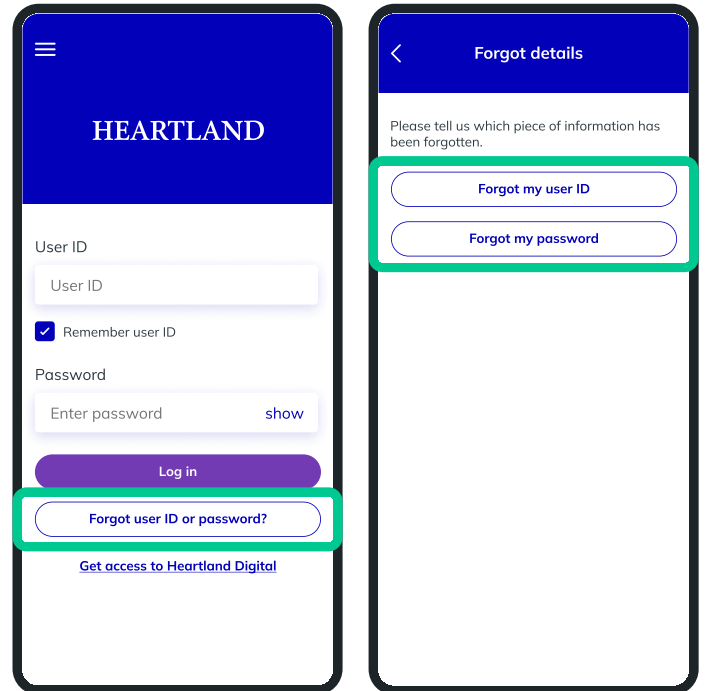 HEARTLAND
User ID
User ID
Remember user ID
Password
Enter password show
Log in
Forgot user ID or password?
Get access to Heartland Digital
Forgot details
Please tell us which piece of information has
been forgotten.
Forgot my user ID
Forgot my password